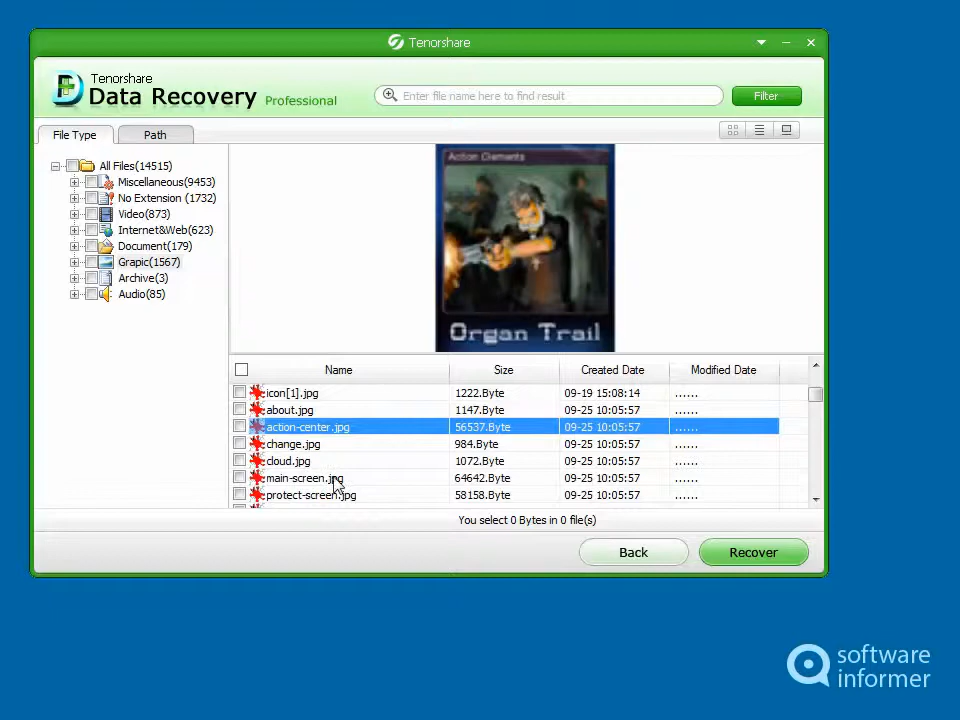 Tenorshare
Tenorshare
Data Recovery Professional
Enter file name here to find result
Filter
File Type
Path
All Files(14515)
Miscellaneous(9453)
No Extension (1732)
Video(873)
Internet&Web(623)
Document(179)
Grapic(1567)
Archive(3)
Audio(85)
Action Clements
Organ Trail
Name Size Created Date Modified Date
icon[1].jpg 1222.Byte 09-19 15:08:14 ......
about.jpg 1147.Byte 09-25 10:05:57 ......
action-center.jpg 56537.Byte 09-25 10:05:57 ......
change.jpg 984.Byte 09-25 10:05:57 ......
cloud.jpg 1072.Byte 09-25 10:05:57 ......
main-screen.jpg 64642.Byte 09-25 10:05:57 ......
protect-screen.jpg 58158.Byte 09-25 10:05:57 ......
You select 0 Bytes in 0 file(s)
Back
Recover
software
informer